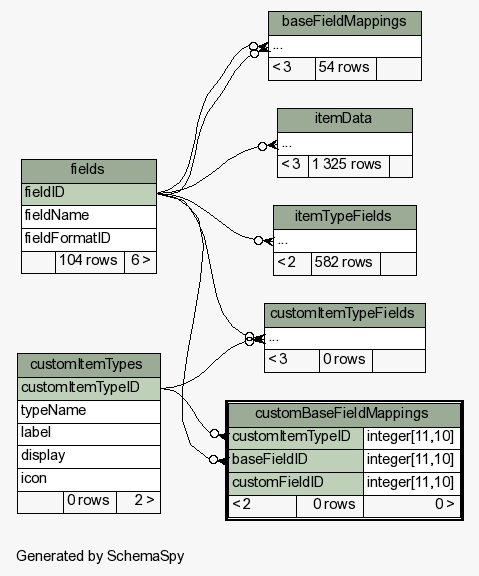 baseFieldMappings
...
< 3 54 rows
itemData
...
< 3 1 325 rows
fields
fieldID
fieldName
fieldFormatID
104 rows 6 >
itemTypeFields
...
< 2 582 rows
customItemTypeFields
...
< 3 0 rows
customItemTypes
customItemTypeID
typeName
label
display
icon
0 rows 2 >
customBaseFieldMappings
customItemTypeID integer[11,10]
baseFieldID integer[11,10]
customFieldID integer[11,10]
< 2 0 rows 0 >
Generated by SchemaSpy